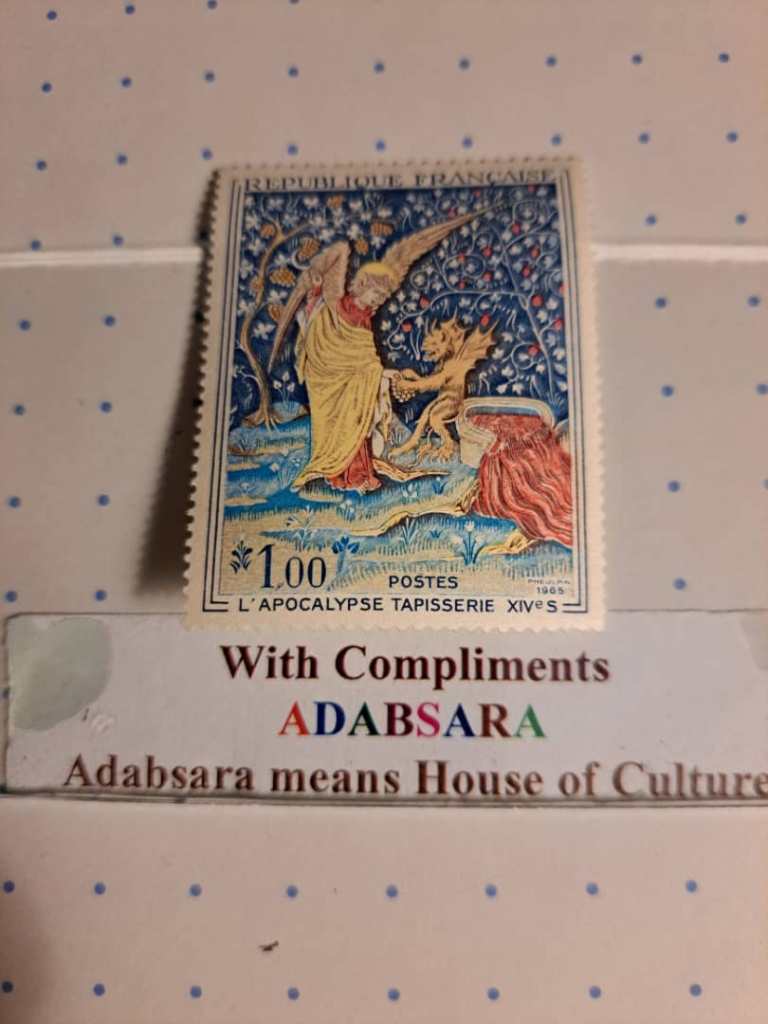 REPUBLIQUE FRANÇAISE
1,00
POSTES
1965
L'APOCALYPSE TAPISSERIE XIVe S
With Compliments
ADABSARA
Adabsara means House of Culture